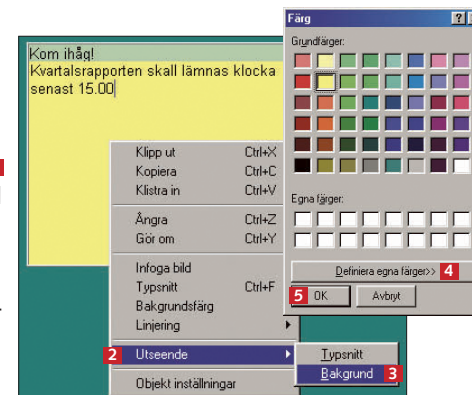 Kom ihåg!
Kvartalsrapporten skall lämnas klocka
senast 15.00
Klipp ut Ctrl+X
Kopiera Ctrl+C
Klistra in Ctrl+V
Ångra Ctrl+Z
Gör om Ctrl+Y
Infoga bild
Typsnitt Ctrl+F
Bakgrundsfärg
Linjering
2 Utseende
Objekt inställningar
Typsnitt
Bakgrund 3
Färg ?
Grundfärger:
Egna färger:
Definiera egna färger>> 4
5 OK Avbryt